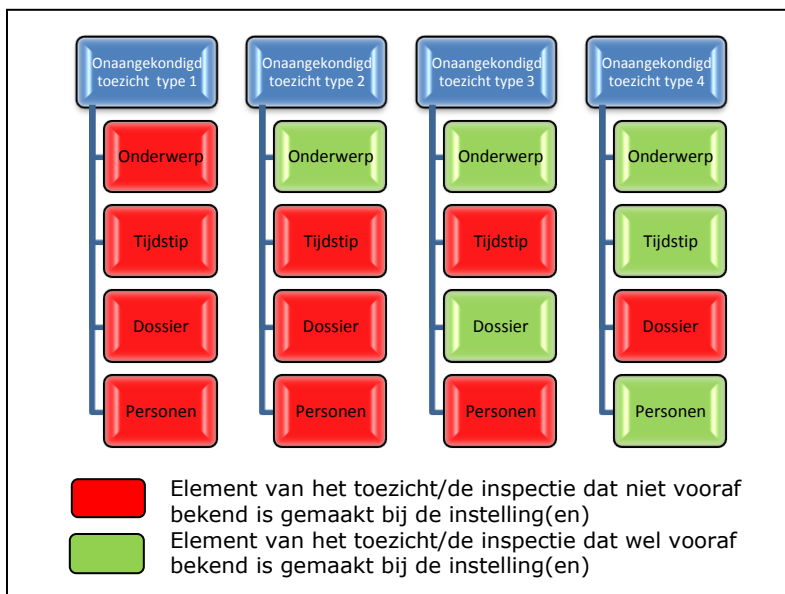 Onaangekondigd
toezicht type 1
Onderwerp
Tijdstip
Dossier
Personen
Onaangekondigd
toezicht type 2
Onderwerp
Tijdstip
Dossier
Personen
Onaangekondigd
toezicht type 3
Onderwerp
Tijdstip
Dossier
Personen
Onaangekondigd
toezicht type 4
Onderwerp
Tijdstip
Dossier
Personen
Element van het toezicht/de inspectie dat niet vooraf
bekend is gemaakt bij de instelling(en)
Element van het toezicht/de inspectie dat wel vooraf
bekend is gemaakt bij de instelling(en)